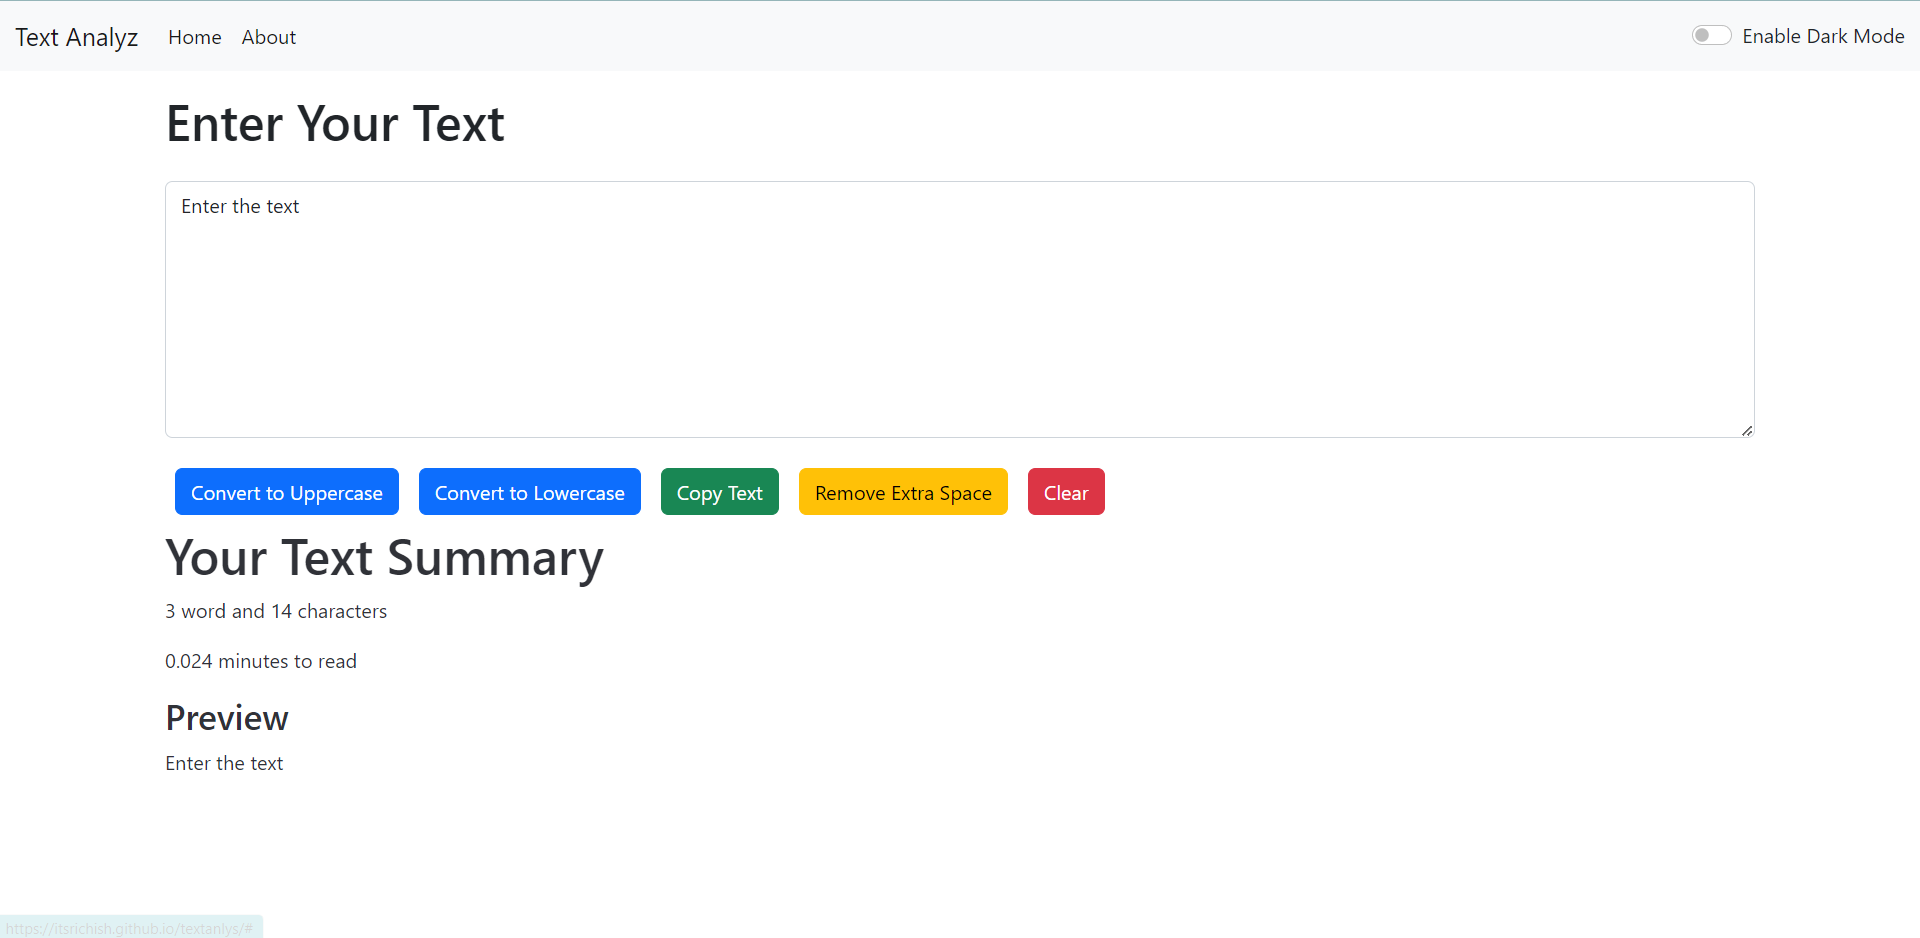 Text Analyz Home About Enable Dark Mode
Enter Your Text
Enter the text
Convert to Uppercase Convert to Lowercase Copy Text Remove Extra Space Clear
Your Text Summary
3 word and 14 characters
0.024 minutes to read
Preview
Enter the text
https://itsrichish.github.io/textanlys/#